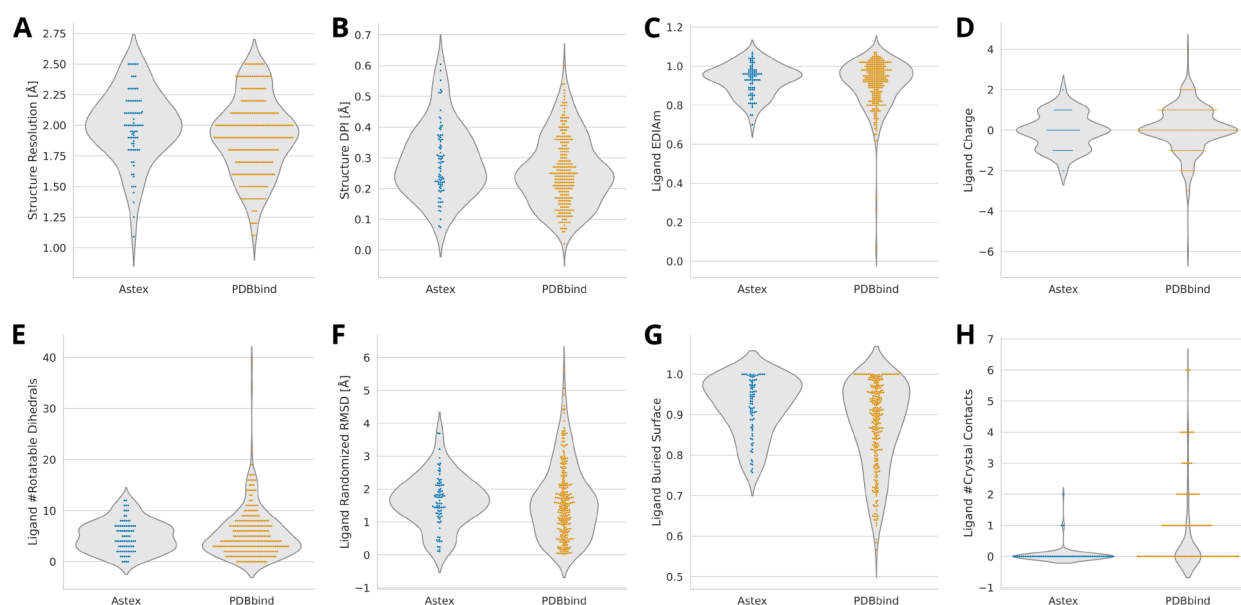 A
Structure Resolution [Å]
2.75
2.50
2.25
2.00
1.75
1.50
1.25
1.00
Astex
PDBbind
B
Structure DPI [Å]
0.7
0.6
0.5
0.4
0.3
0.2
0.1
0.0
Astex
PDBbind
C
Ligand EDIAm
1.2
1.0
0.8
0.6
0.4
0.2
0.0
Astex
PDBbind
D
Ligand Charge
4
2
0
−2
−4
−6
Astex
PDBbind
E
Ligand #Rotatable Dihedrals
40
30
20
10
0
Astex
PDBbind
F
Ligand Randomized RMSD [Å]
6
5
4
3
2
1
0
−1
Astex
PDBbind
G
Ligand Buried Surface
1.0
0.9
0.8
0.7
0.6
0.5
Astex
PDBbind
H
Ligand #Crystal Contacts
7
6
5
4
3
2
1
0
−1
Astex
PDBbind